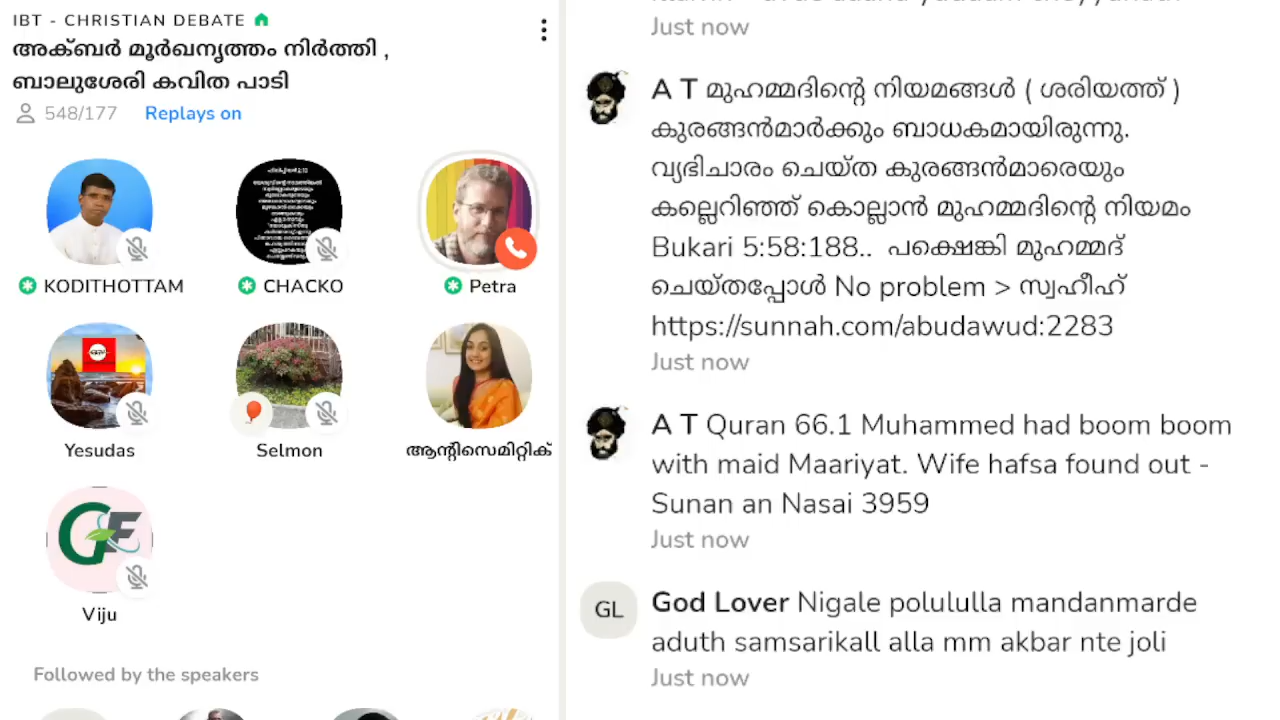 IBT - CHRISTIAN DEBATE
അക്ബർ മൂർഖനൃത്തം നിർത്തി ,
ബാലുശേരി കവിത പാടി
548/177 Replays on
KODITHOTTAM
CHACKO
Petra
Yesudas
Selmon
ആന്റിസെമിറ്റിക്
GF
Viju
Followed by the speakers
Just now
A T മുഹമ്മദിന്റെ നിയമങ്ങൾ ( ശരിയത്ത് )
കുരങ്ങൻമാർക്കും ബാധകമായിരുന്നു.
വ്യഭിചാരം ചെയ്ത കുരങ്ങൻമാരെയും
കല്ലെറിഞ്ഞ് കൊല്ലാൻ മുഹമ്മദിന്റെ നിയമം
Bukari 5:58:188.. പക്ഷെങ്കി മുഹമ്മദ്
ചെയ്തപ്പോൾ No problem > സ്വഹീഹ്
https://sunnah.com/abudawud:2283
Just now
A T Quran 66.1 Muhammed had boom boom
with maid Maariyat. Wife hafsa found out -
Sunan an Nasai 3959
Just now
GL
God Lover Nigale polululla mandanmarde
aduth samsarikall alla mm akbar nte joli
Just now